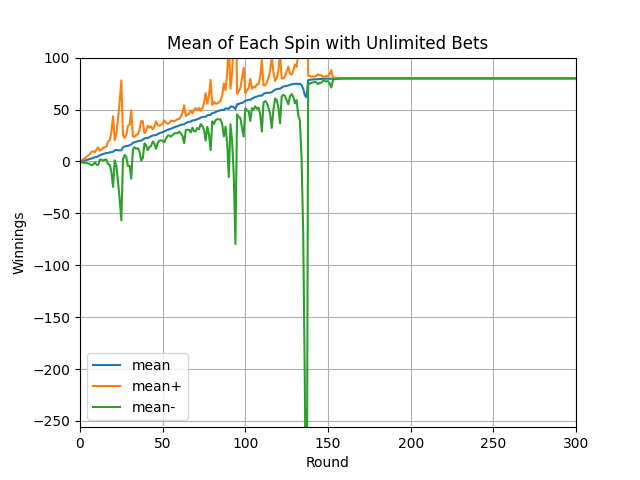 Mean of Each Spin with Unlimited Bets
100
50
0
−50
−100
−150
−200
−250
Winnings
mean
mean+
mean-
0 50 100 150 200 250 300
Round